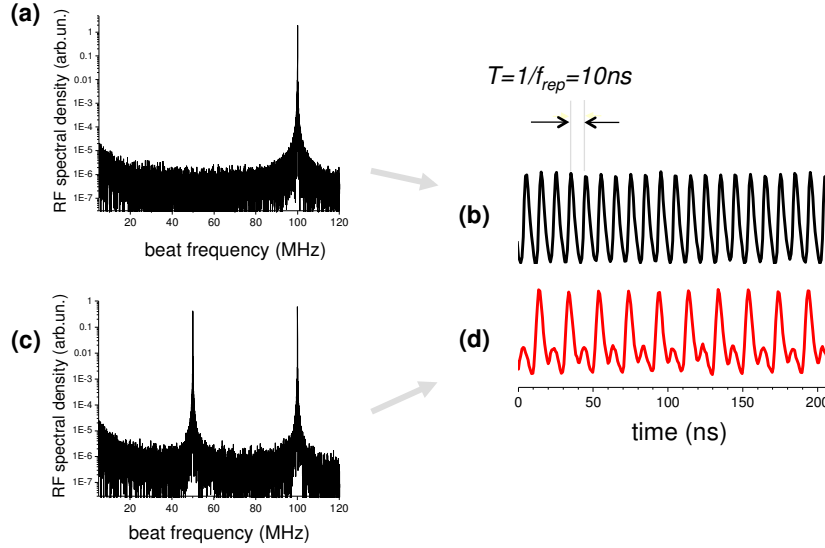 (a)
RF spectral density (arb.un.)
1
0.1
0.01
1E-3
1E-4
1E-5
1E-6
1E-7
20 40 60 80 100 120
beat frequency (MHz)
T=1/f_rep=10ns
(b)
(c)
RF spectral density (arb.un.)
1
0.1
0.01
1E-3
1E-4
1E-5
1E-6
1E-7
20 40 60 80 100 120
beat frequency (MHz)
(d)
0 50 100 150 200
time (ns)